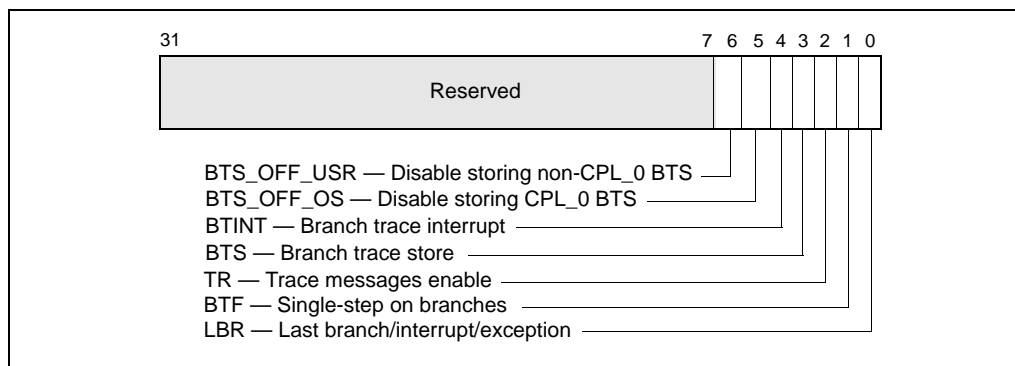 31 7 6 5 4 3 2 1 0
Reserved
BTS_OFF_USR — Disable storing non-CPL_0 BTS
BTS_OFF_OS — Disable storing CPL_0 BTS
BTINT — Branch trace interrupt
BTS — Branch trace store
TR — Trace messages enable
BTF — Single-step on branches
LBR — Last branch/interrupt/exception